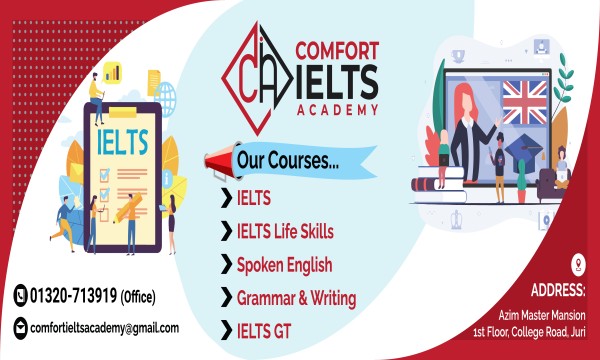 CIA
COMFORT
IELTS
ACADEMY
IELTS
Our Courses...
IELTS
IELTS Life Skills
Spoken English
Grammar & Writing
IELTS GT
01320-713919 (Office)
comfortieltsacademy@gmail.com
ADDRESS:
Azim Master Mansion
1st Floor, College Road, Juri